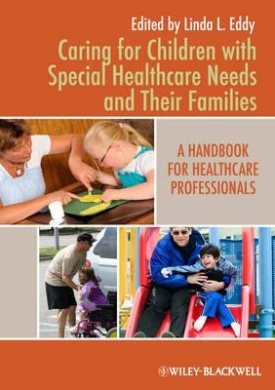 Edited by Linda L. Eddy
Caring for Children with
Special Healthcare Needs
and Their Families
A HANDBOOK
FOR HEALTHCARE
PROFESSIONALS
WILEY-BLACKWELL